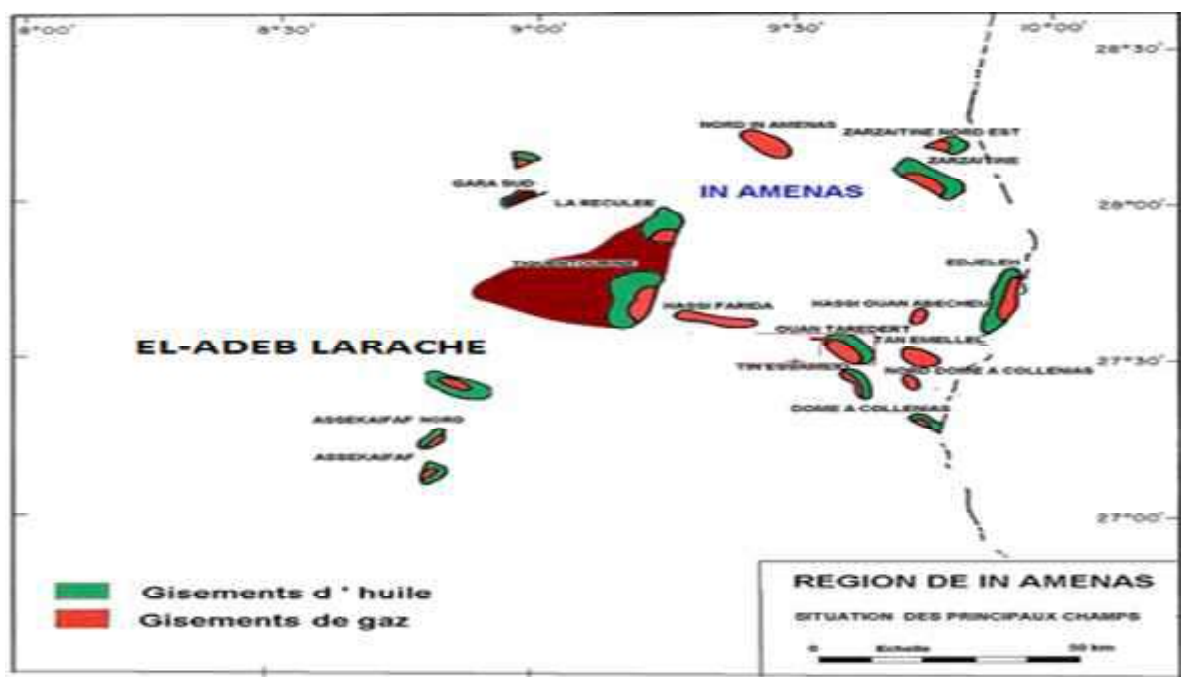 8°00'
8°30'
9°00'
9°30'
10°00'
28°30'
NORD IN AMENAS
ZARZAITINE NORD EST
ZARZAITINE
GARA SUD
IN AMENAS
LA RECULEE
28°00'
TIGUENTOURINE
EDJELEH
HASSI FARIDA
HASSI OUAN ABECHEU
OUAN TAREDERT
TAN EMELLEL
EL-ADEB LARACHE
27°30'
NORD DOME A COLLENIAS
DOME A COLLENIAS
ASSEKAIFAF NORD
ASSEKAIFAF
27°00'
Gisements d ' huile
Gisements de gaz
REGION DE IN AMENAS
SITUATION DES PRINCIPAUX CHAMPS
0 Echelle 50 km